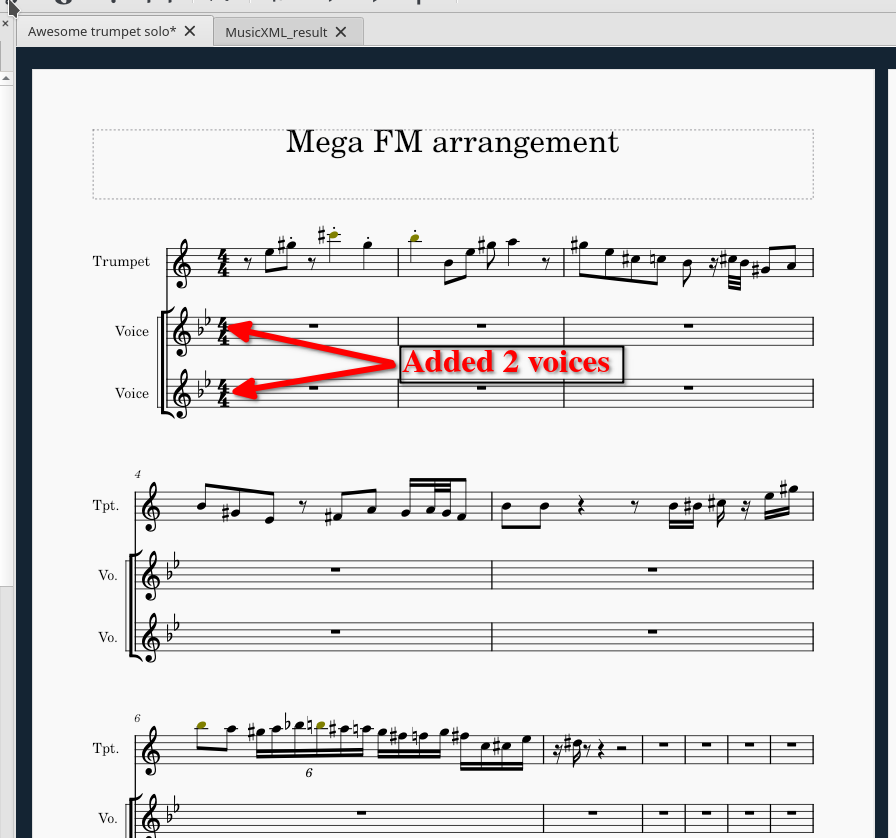 Awesome trumpet solo*
MusicXML_result
Mega FM arrangement
Trumpet
Voice
Added 2 voices
Voice
4
Tpt.
Vo.
Vo.
6
Tpt.
6
Vo.